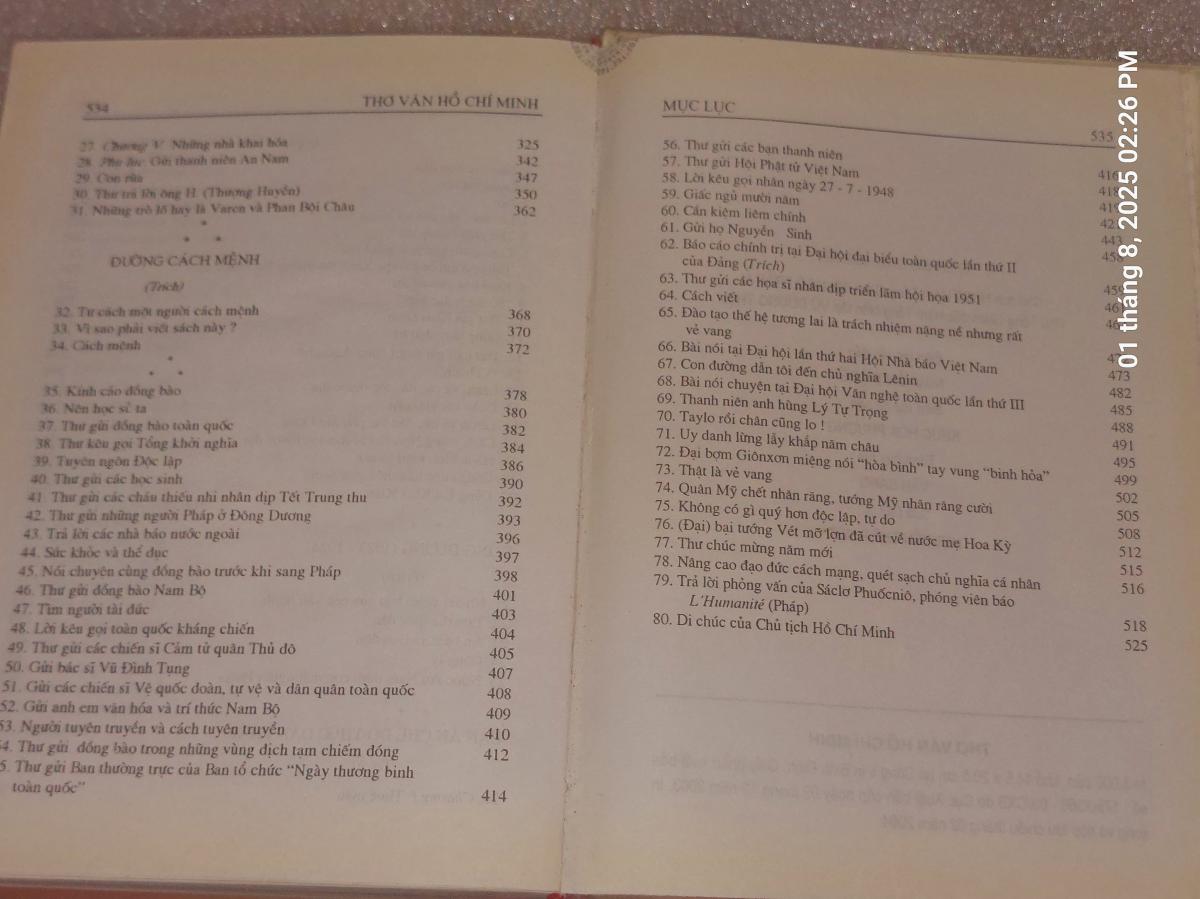 534 THƠ VĂN HỒ CHÍ MINH
27. Chương V. Những nhà khai hóa 325
28. Phụ lục: Gửi thanh niên An Nam 342
29. Con rùa 347
30. Thư trả lời ông H. (Thượng Huyền) 350
31. Những trò lố hay là Varen và Phan Bội Châu 362
*
* *
ĐƯỜNG CÁCH MỆNH
(Trích)
32. Tư cách một người cách mệnh 368
33. Vì sao phải viết sách này ? 370
34. Cách mệnh 372
*
* *
35. Kính cáo đồng bào 378
36. Nên học sử ta 380
37. Thư gửi đồng bào toàn quốc 382
38. Thư kêu gọi Tổng khởi nghĩa 384
39. Tuyên ngôn Độc lập 386
40. Thư gửi các học sinh 390
41. Thư gửi các cháu thiếu nhi nhân dịp Tết Trung thu 392
42. Thư gửi những người Pháp ở Đông Dương 393
43. Trả lời các nhà báo nước ngoài 396
44. Sức khỏe và thể dục 397
45. Nói chuyện cùng đồng bào trước khi sang Pháp 398
46. Thư gửi đồng bào Nam Bộ 401
47. Tìm người tài đức 403
48. Lời kêu gọi toàn quốc kháng chiến 404
49. Thư gửi các chiến sĩ Cảm tử quân Thủ đô 405
50. Gửi bác sĩ Vũ Đình Tụng 407
51. Gửi các chiến sĩ Vệ quốc đoàn, tự vệ và dân quân toàn quốc 408
52. Gửi anh em văn hóa và trí thức Nam Bộ 409
53. Người tuyên truyền và cách tuyên truyền 410
4. Thư gửi đồng bào trong những vùng địch tạm chiếm đóng 412
5. Thư gửi Ban thường trực của Ban tổ chức “Ngày thương binh
toàn quốc” 414
MỤC LỤC 535
56. Thư gửi các bạn thanh niên 416
57. Thư gửi Hội Phật tử Việt Nam 418
58. Lời kêu gọi nhân ngày 27 - 7 - 1948 419
59. Giấc ngủ mười năm 42
60. Cần kiệm liêm chính 443
61. Gửi họ Nguyễn Sinh 45
62. Báo cáo chính trị tại Đại hội đại biểu toàn quốc lần thứ II
của Đảng (Trích) 459
63. Thư gửi các họa sĩ nhân dịp triển lãm hội họa 1951 46
64. Cách viết 46
65. Đào tạo thế hệ tương lai là trách nhiệm nặng nề nhưng rất
vẻ vang 47
66. Bài nói tại Đại hội lần thứ hai Hội Nhà báo Việt Nam 473
67. Con đường dẫn tôi đến chủ nghĩa Lênin 482
68. Bài nói chuyện tại Đại hội Văn nghệ toàn quốc lần thứ III 485
69. Thanh niên anh hùng Lý Tự Trọng 488
70. Taylo rồi chân cũng lo ! 491
71. Uy danh lừng lẫy khắp năm châu 495
72. Đại bợm Giônxơn miệng nói “hòa bình” tay vung “binh hỏa” 499
73. Thật là vẻ vang 502
74. Quân Mỹ chết nhăn răng, tướng Mỹ nhăn răng cười 505
75. Không có gì quý hơn độc lập, tự do 508
76. (Đại) bại tướng Vét mỡ lợn đã cút về nước mẹ Hoa Kỳ 512
77. Thư chúc mừng năm mới 515
78. Nâng cao đạo đức cách mạng, quét sạch chủ nghĩa cá nhân 516
79. Trả lời phỏng vấn của Sáclơ Phuốcniô, phóng viên báo
L'Humanité (Pháp) 518
80. Di chúc của Chủ tịch Hồ Chí Minh 525
01 tháng 8, 2025 02:26 PM